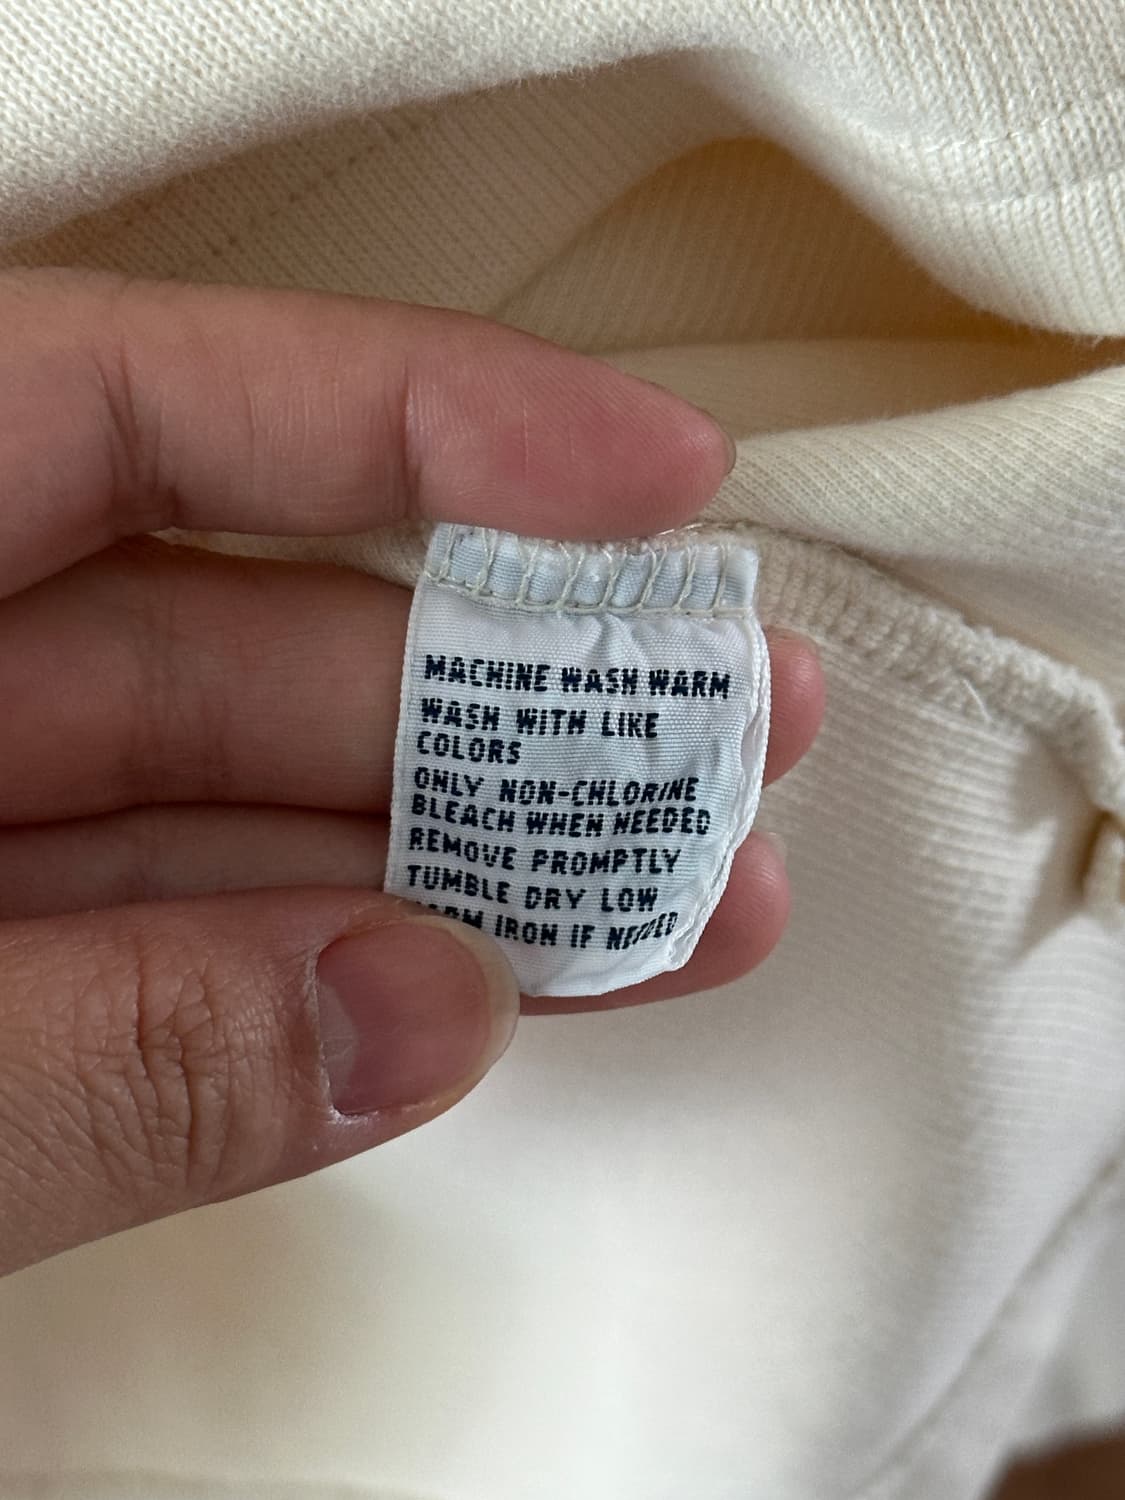 MACHINE WASH WARM
WASH WITH LIKE
COLORS
ONLY NON-CHLORINE
BLEACH WHEN NEEDED
REMOVE PROMPTLY
TUMBLE DRY LOW
WARM IRON IF NEEDED